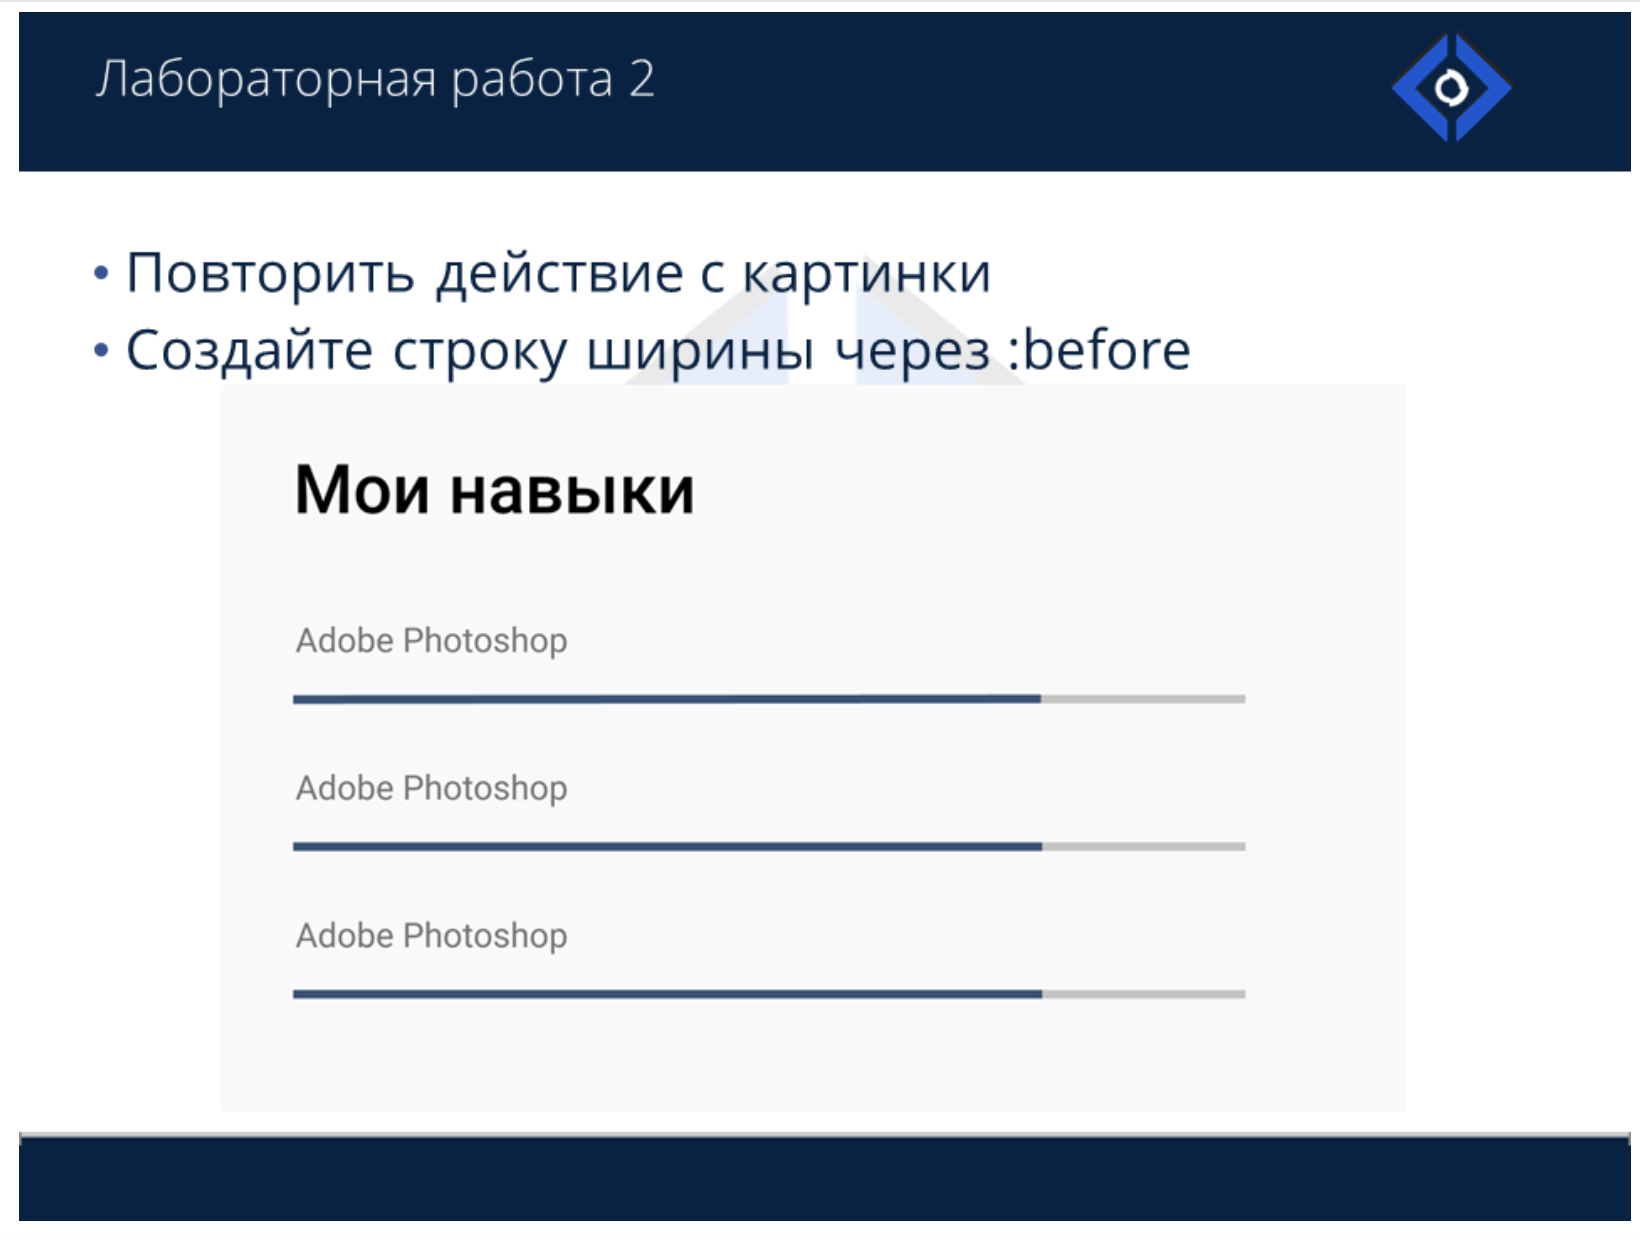 Лабораторная работа 2
• Повторить действие с картинки
• Создайте строку ширины через :before
Мои навыки
Adobe Photoshop
Adobe Photoshop
Adobe Photoshop